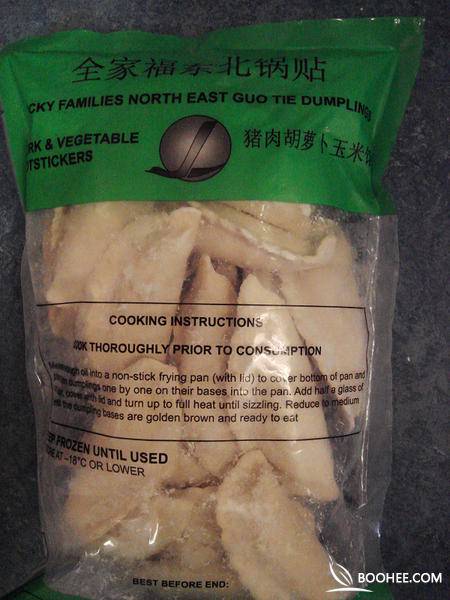 全家福东北锅贴
CKY FAMILIES NORTH EAST GUO TIE DUMPLING
RK & VEGETABLE
TSTICKERS
猪肉胡萝卜玉米
COOKING INSTRUCTIONS
OK THOROUGHLY PRIOR TO CONSUMPTION
enough oil into a non-stick frying pan (with lid) to cover bottom of pan and
dumplings one by one on their bases into the pan. Add half a glass of
cover with lid and turn up to full heat until sizzling. Reduce to medium
the dumpling bases are golden brown and ready to eat
EP FROZEN UNTIL USED
RE AT -18°C OR LOWER
BEST BEFORE END:
BOOHEE.COM